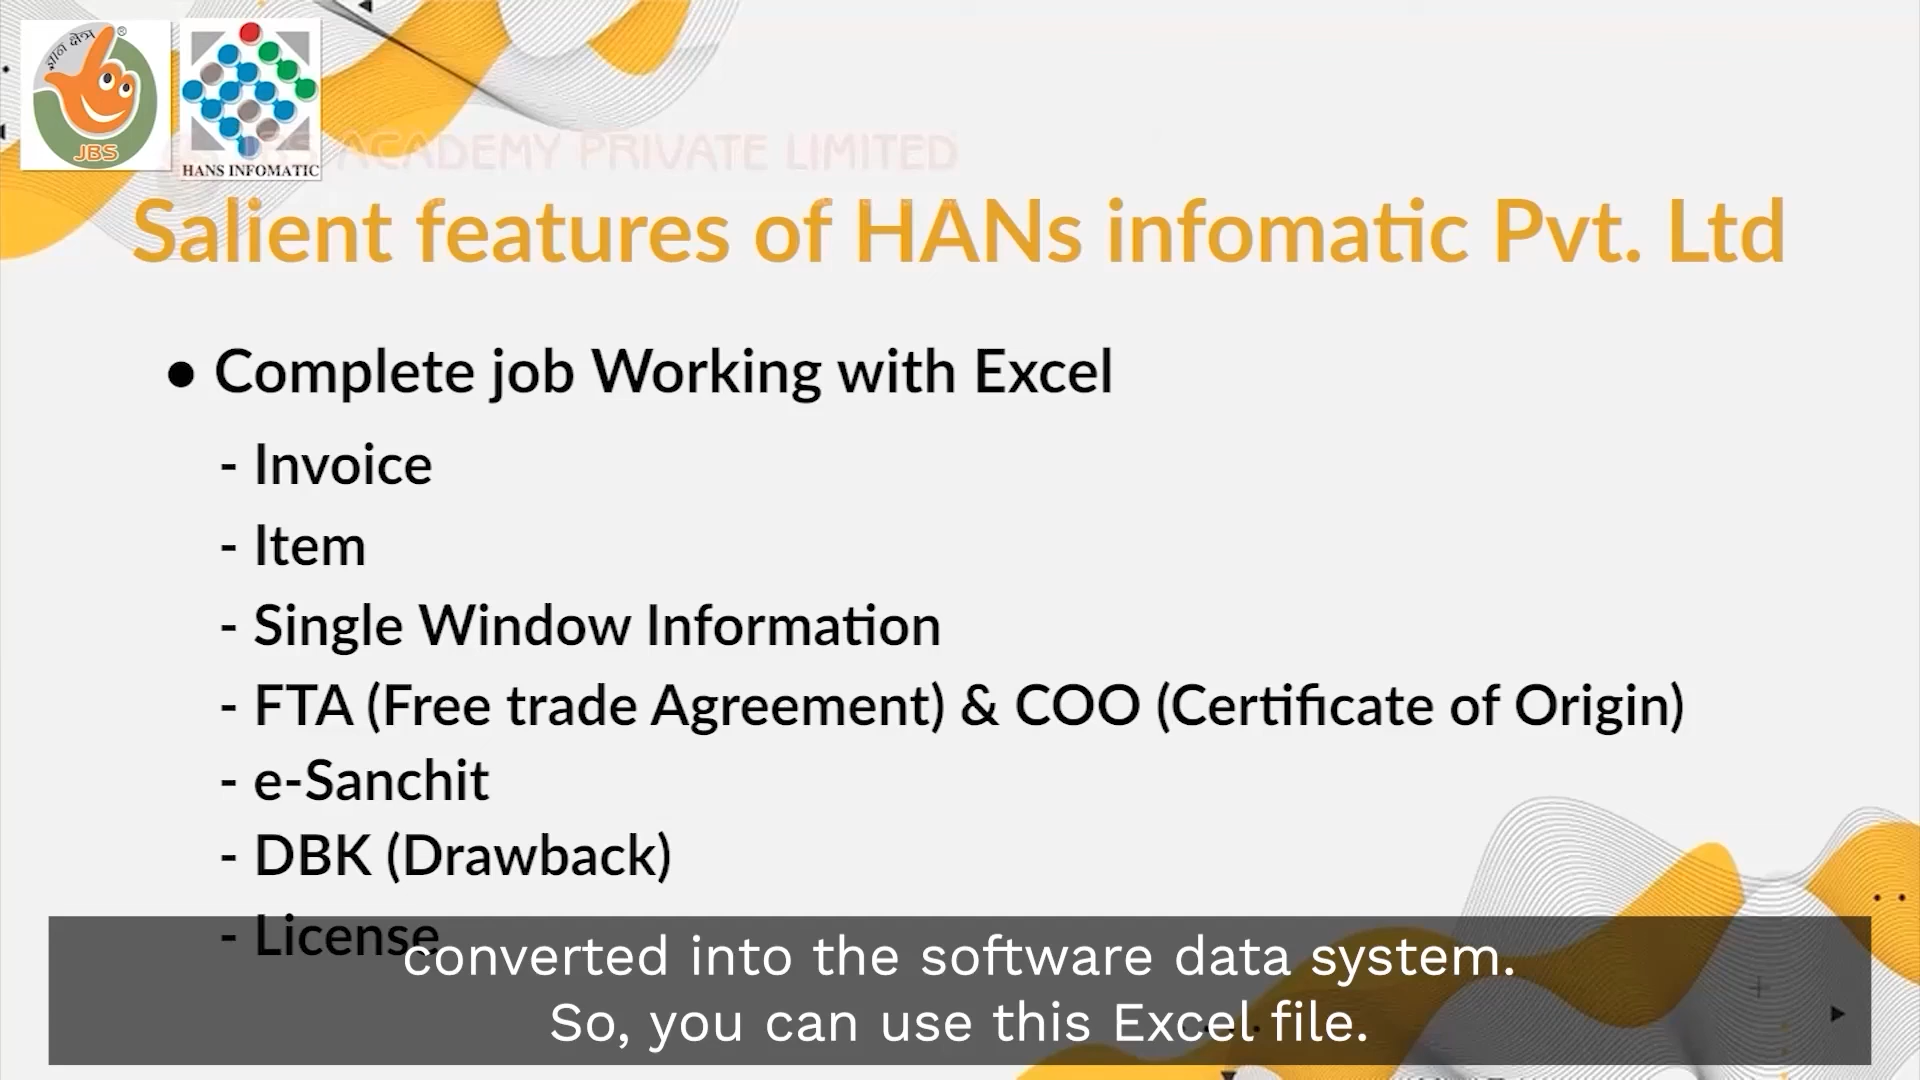 ज्ञान क्षेत्र ®
JBS
HANS INFOMATIC
JBS ACADEMY PRIVATE LIMITED
Salient features of HANs infomatic Pvt. Ltd
● Complete job Working with Excel
- Invoice
- Item
- Single Window Information
- FTA (Free trade Agreement) & COO (Certificate of Origin)
- e-Sanchit
- DBK (Drawback)
- License
converted into the software data system.
So, you can use this Excel file.